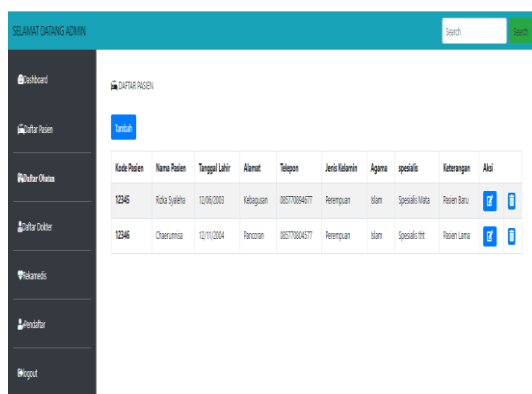 SELAMAT DATANG ADMIN
Search
Search
Dashboard
Daftar Pasien
Daftar Obatan
Daftar Dokter
Rekamedis
Pendaftar
logout
DAFTAR PASIEN
Tambah
Kode Pasien Nama Pasien Tanggal Lahir Alamat Telepon Jenis Kelamin Agama spesialis Keterangan Aksi
12345 Rizka Syaleha 12/06/2003 Kebagusan 085770894677 Perempuan Islam Spesialis Mata Pasien Baru
12346 Chaerunnisa 12/11/2004 Pancoran 085770804577 Perempuan Islam Spesialis tht Pasien Lama